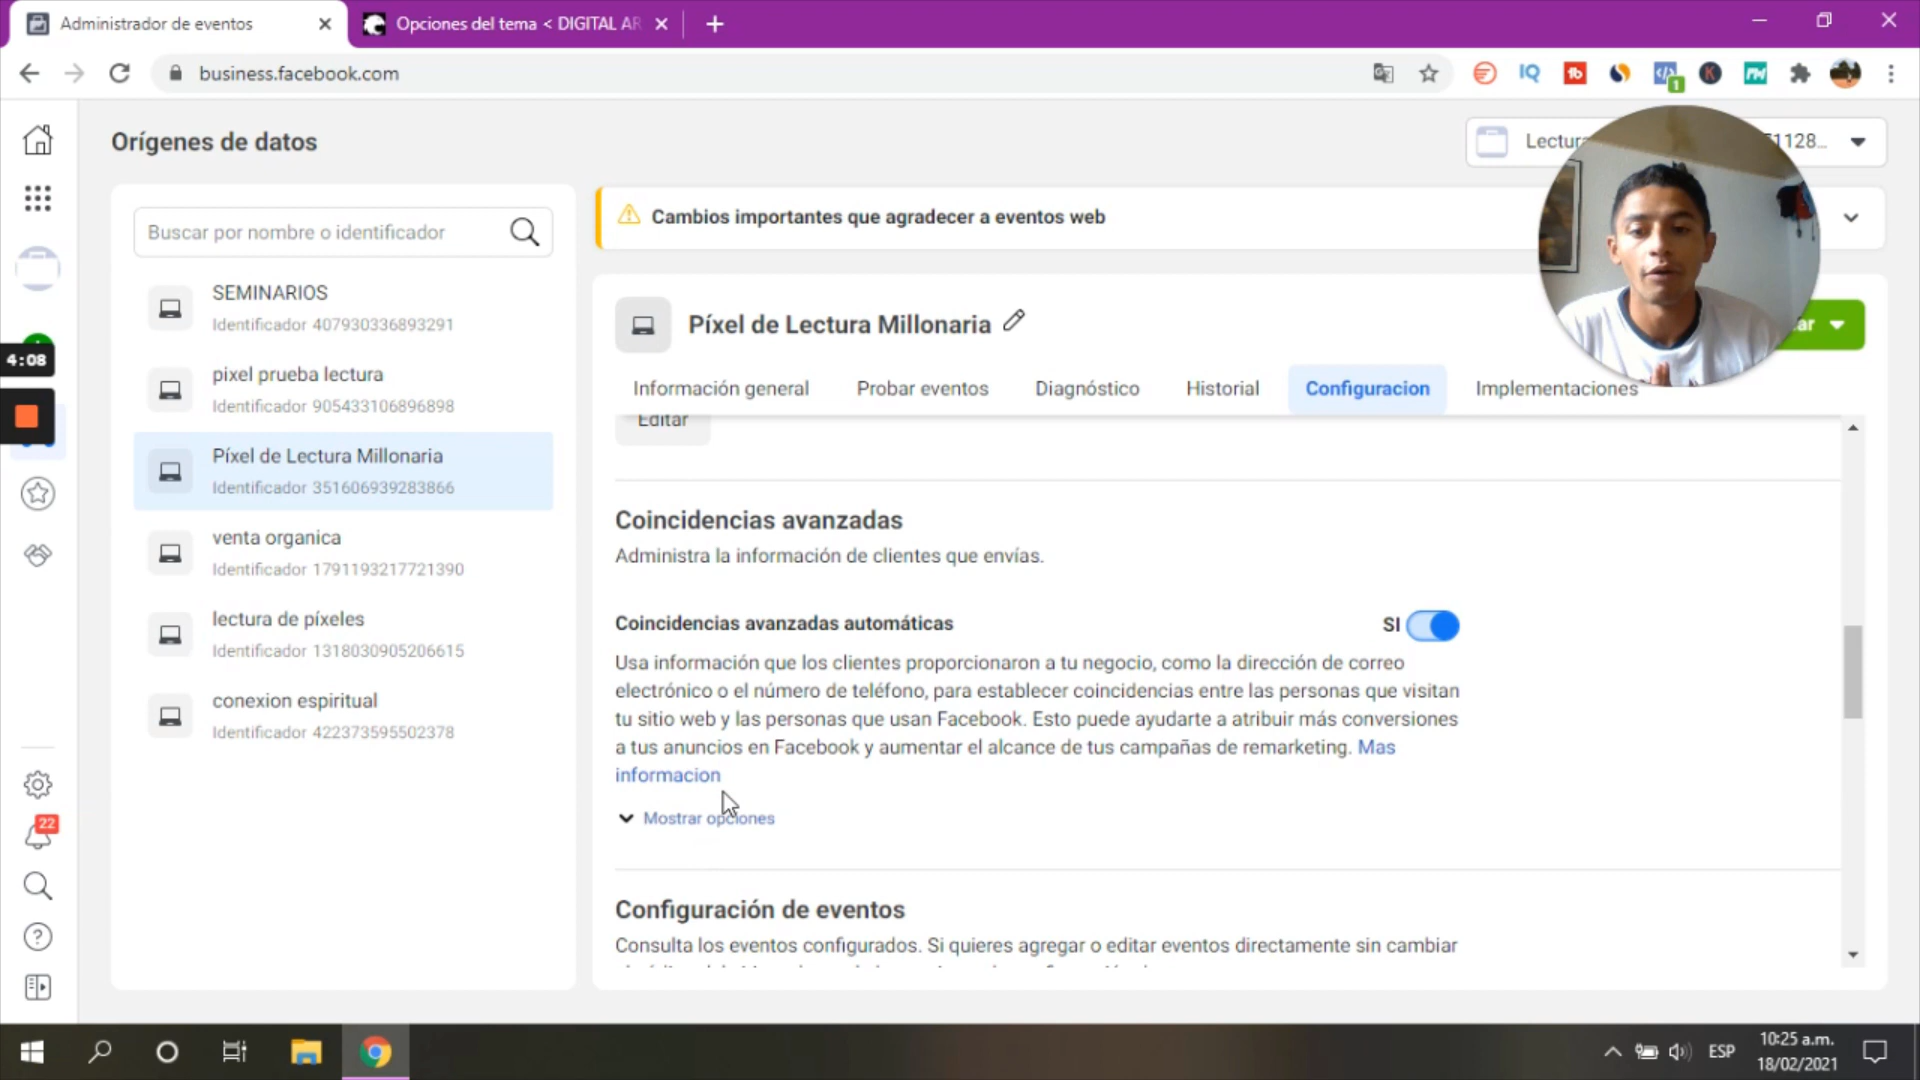 Administrador de eventos
Opciones del tema < DIGITAL AR
business.facebook.com
Orígenes de datos
Lectura
51128...
Buscar por nombre o identificador
Cambios importantes que agradecer a eventos web
SEMINARIOS
Identificador 407930336893291
pixel prueba lectura
Identificador 905433106896898
Píxel de Lectura Millonaria
Identificador 351606939283866
venta organica
Identificador 1791193217721390
lectura de píxeles
Identificador 1318030905206615
conexion espiritual
Identificador 422373595502378
4:08
22
Píxel de Lectura Millonaria
ar
Información general
Probar eventos
Diagnóstico
Historial
Configuracion
Implementaciones
Editar
Coincidencias avanzadas
Administra la información de clientes que envías.
Coincidencias avanzadas automáticas
SI
Usa información que los clientes proporcionaron a tu negocio, como la dirección de correo
electrónico o el número de teléfono, para establecer coincidencias entre las personas que visitan
tu sitio web y las personas que usan Facebook. Esto puede ayudarte a atribuir más conversiones
a tus anuncios en Facebook y aumentar el alcance de tus campañas de remarketing. Mas
informacion
Mostrar opciones
Configuración de eventos
Consulta los eventos configurados. Si quieres agregar o editar eventos directamente sin cambiar
ESP
10:25 a.m.
18/02/2021